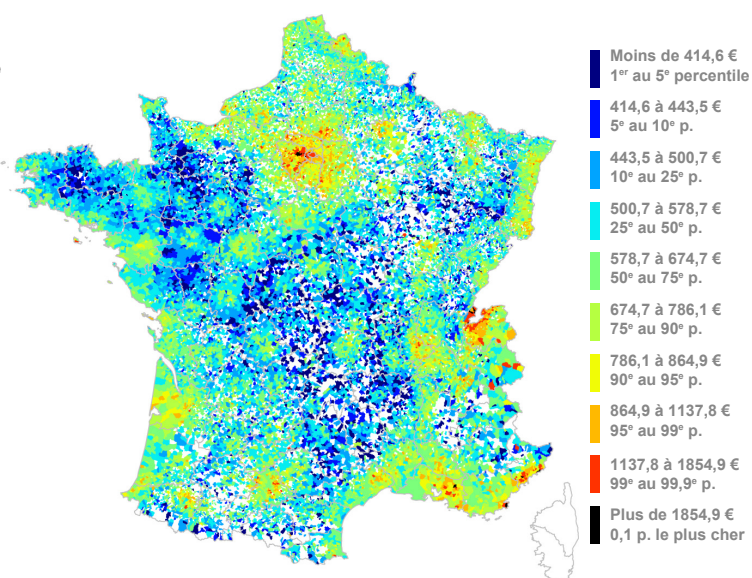 Moins de 414,6 €
1er au 5e percentile
414,6 à 443,5 €
5e au 10e p.
443,5 à 500,7 €
10e au 25e p.
500,7 à 578,7 €
25e au 50e p.
578,7 à 674,7 €
50e au 75e p.
674,7 à 786,1 €
75e au 90e p.
786,1 à 864,9 €
90e au 95e p.
864,9 à 1137,8 €
95e au 99e p.
1137,8 à 1854,9 €
99e au 99,9e p.
Plus de 1854,9 €
0,1 p. le plus cher